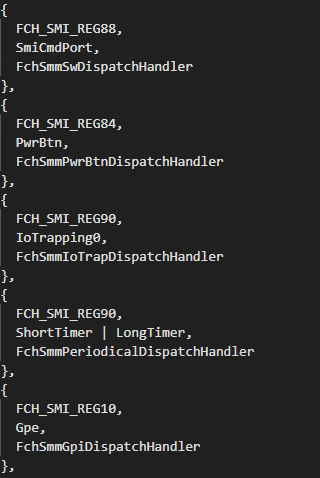 {
FCH_SMI_REG88,
SmiCmdPort,
FchSmmSwDispatchHandler
},
{
FCH_SMI_REG84,
PwrBtn,
FchSmmPwrBtnDispatchHandler
},
{
FCH_SMI_REG90,
IoTrapping0,
FchSmmIoTrapDispatchHandler
},
{
FCH_SMI_REG90,
ShortTimer | LongTimer,
FchSmmPeriodicalDispatchHandler
},
{
FCH_SMI_REG10,
Gpe,
FchSmmGpiDispatchHandler
},